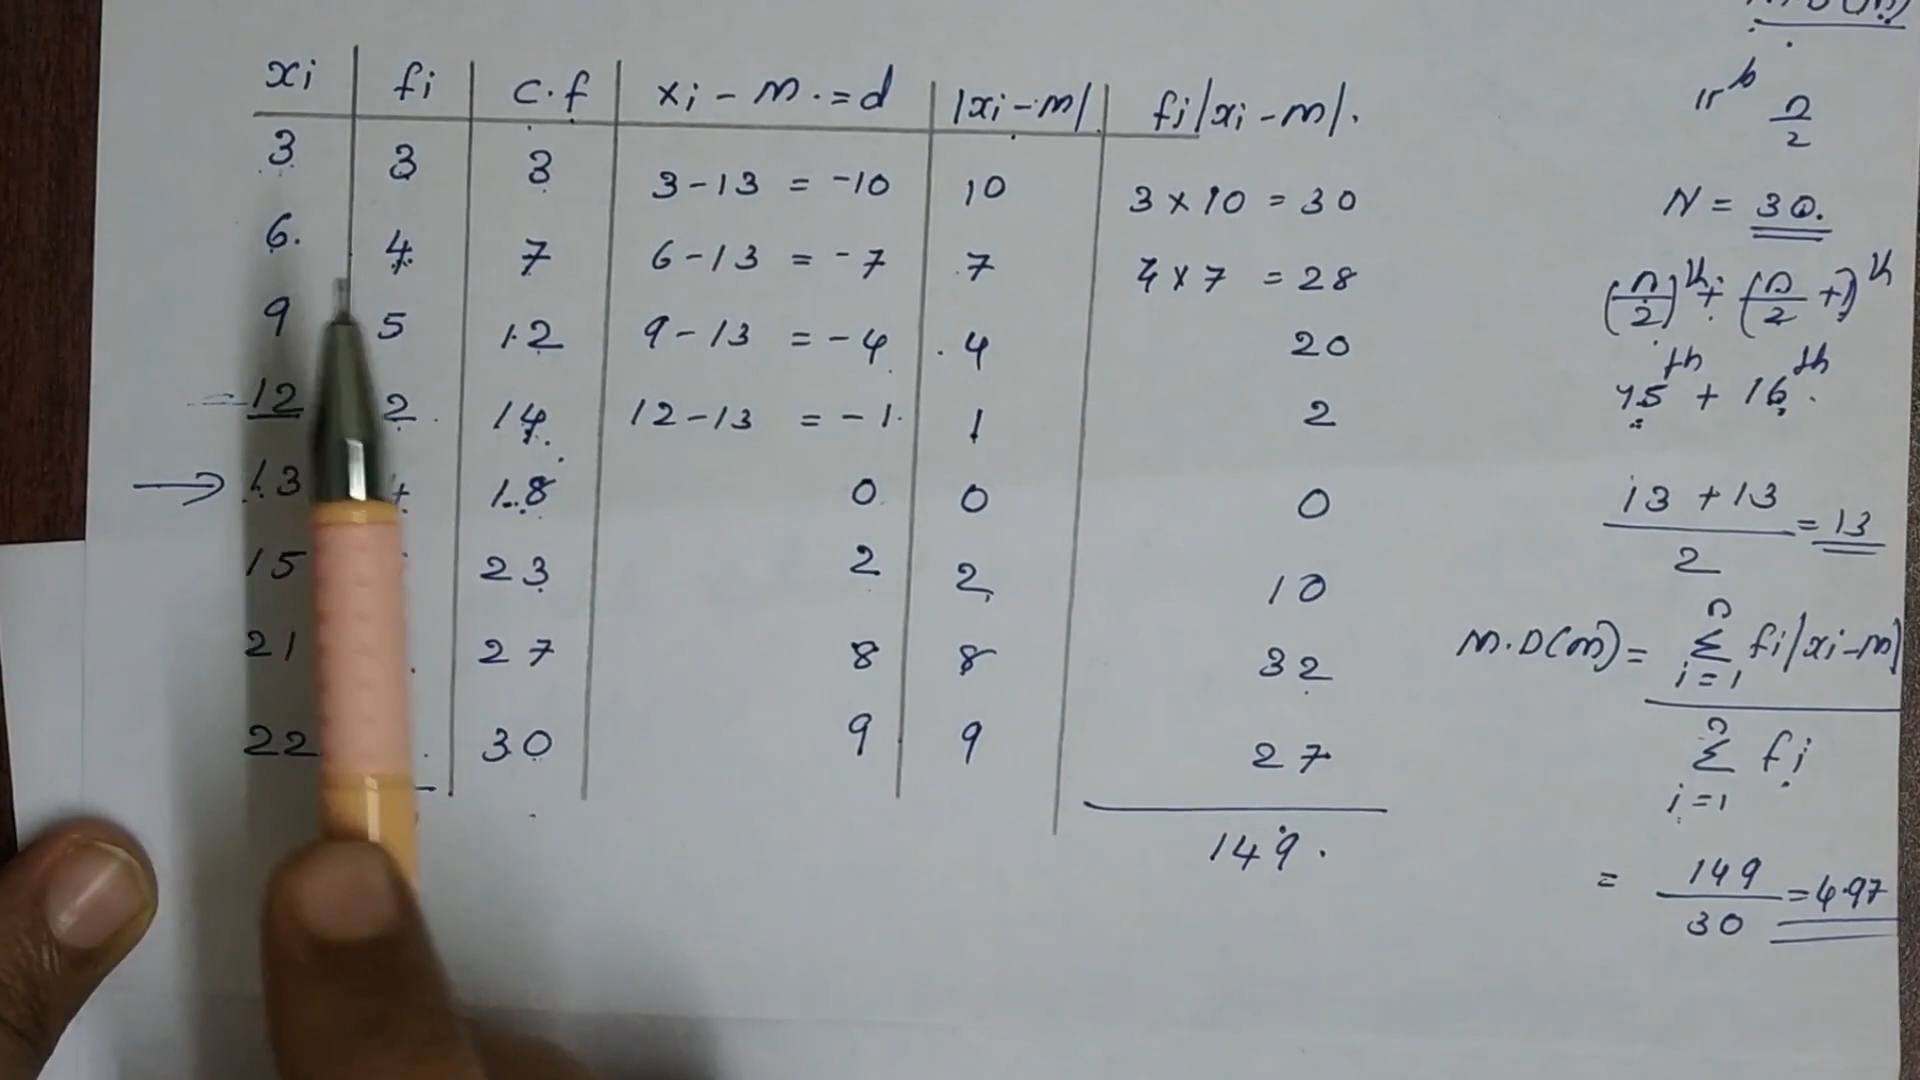 xi | fi | c.f | xi - m. = d | |xi - m| | fi|xi - m|.
3 | 3 | 3 | 3 - 13 = -10 | 10 | 3 × 10 = 30
6. | 4 | 7 | 6 - 13 = -7 | 7 | 4 × 7 = 28
9 | 5 | 12 | 9 - 13 = -4 | 4 | 20
12 | 2 | 14 | 12 - 13 = -1 | 1 | 2
→ 13 | 18 | 0 | 0 | 0
15 | 23 | 2 | 2 | 10
21 | 27 | 8 | 8 | 32
22 | 30 | 9 | 9 | 27
149.
n/2
N = 30.
(n/2)th + (n/2 + 1)th
15th + 16th
(13 + 13)/2 = 13
M.D(m) = Σ(i=1 to n) fi|xi - m| / Σ(i=1 to n) fi
= 149/30 = 4.97